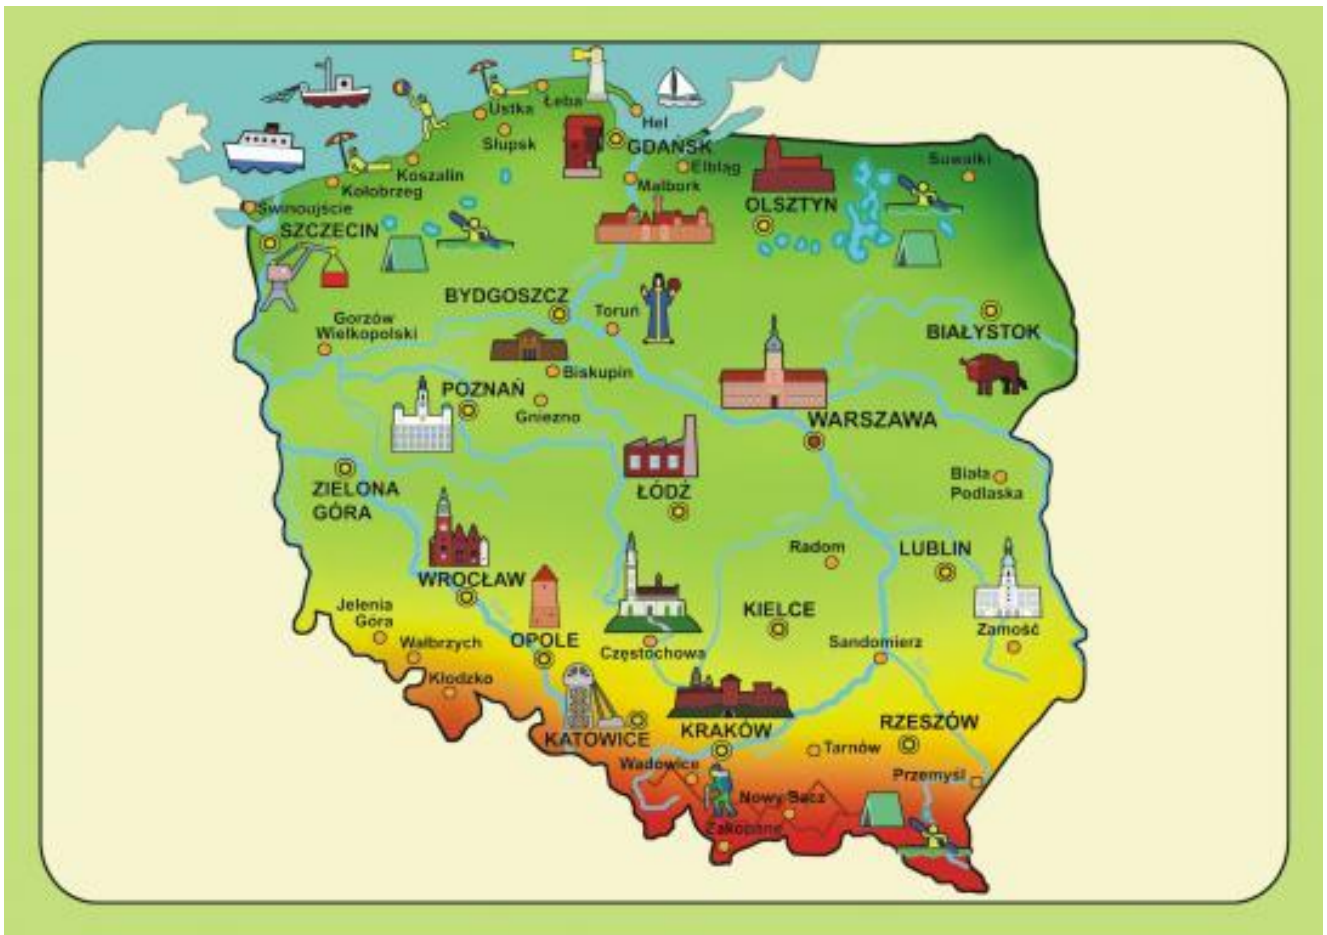 Łeba
Ustka
Hel
Słupsk
GDAŃSK
Elbląg
Suwałki
Koszalin
Kołobrzeg
Malbork
Świnoujście
OLSZTYN
SZCZECIN
BYDGOSZCZ
Toruń
Gorzów
Wielkopolski
BIAŁYSTOK
Biskupin
POZNAŃ
Gniezno
WARSZAWA
Biała
Podlaska
ZIELONA
GÓRA
ŁÓDŹ
Radom
LUBLIN
WROCŁAW
Jelenia
Góra
KIELCE
Zamość
Wałbrzych
OPOLE
Częstochowa
Sandomierz
Kłodzko
KATOWICE
KRAKÓW
RZESZÓW
Tarnów
Wadowice
Przemyśl
Nowy Sącz
Zakopane